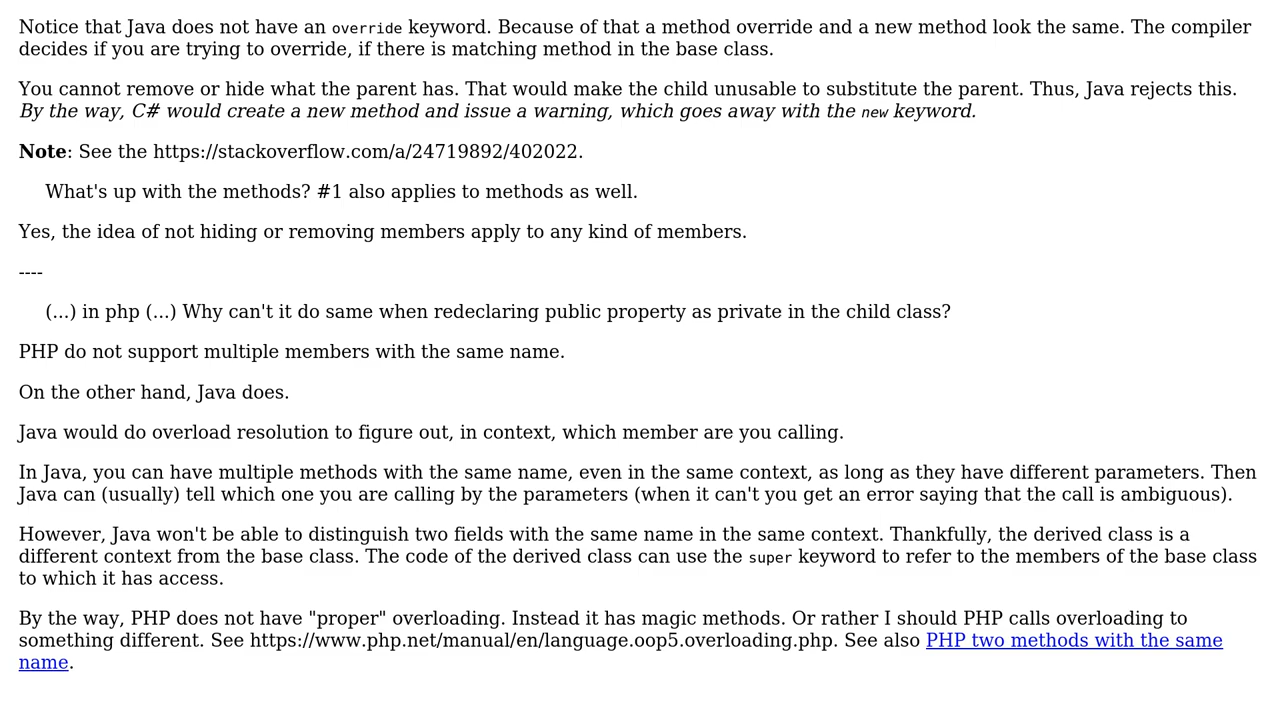 Notice that Java does not have an override keyword. Because of that a method override and a new method look the same. The compiler
decides if you are trying to override, if there is matching method in the base class.
You cannot remove or hide what the parent has. That would make the child unusable to substitute the parent. Thus, Java rejects this.
By the way, C# would create a new method and issue a warning, which goes away with the new keyword.
Note: See the https://stackoverflow.com/a/24719892/402022.
What's up with the methods? #1 also applies to methods as well.
Yes, the idea of not hiding or removing members apply to any kind of members.
----
(...) in php (...) Why can't it do same when redeclaring public property as private in the child class?
PHP do not support multiple members with the same name.
On the other hand, Java does.
Java would do overload resolution to figure out, in context, which member are you calling.
In Java, you can have multiple methods with the same name, even in the same context, as long as they have different parameters. Then
Java can (usually) tell which one you are calling by the parameters (when it can't you get an error saying that the call is ambiguous).
However, Java won't be able to distinguish two fields with the same name in the same context. Thankfully, the derived class is a
different context from the base class. The code of the derived class can use the super keyword to refer to the members of the base class
to which it has access.
By the way, PHP does not have "proper" overloading. Instead it has magic methods. Or rather I should PHP calls overloading to
something different. See https://www.php.net/manual/en/language.oop5.overloading.php. See also PHP two methods with the same
name.